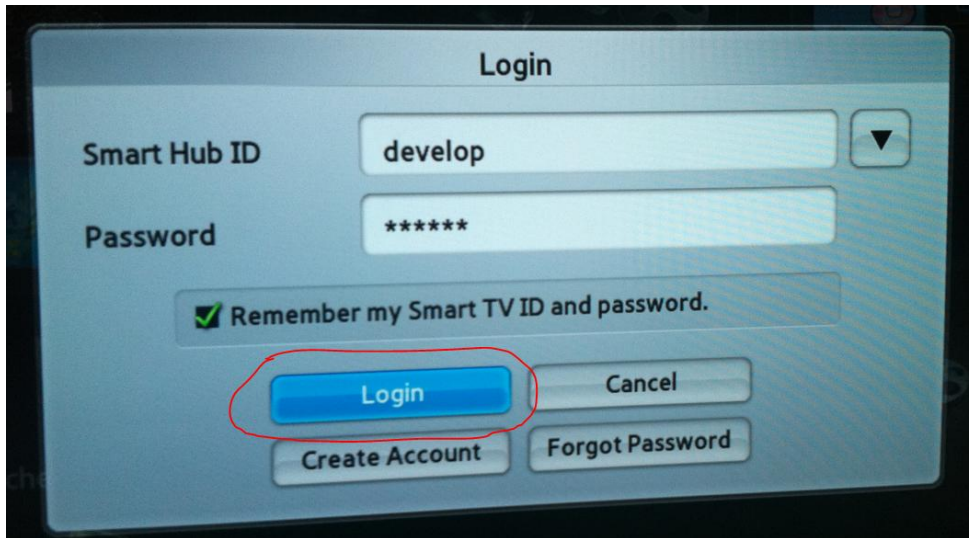 Login
Smart Hub ID
develop
Password
******
Remember my Smart TV ID and password.
Login
Cancel
Create Account
Forgot Password